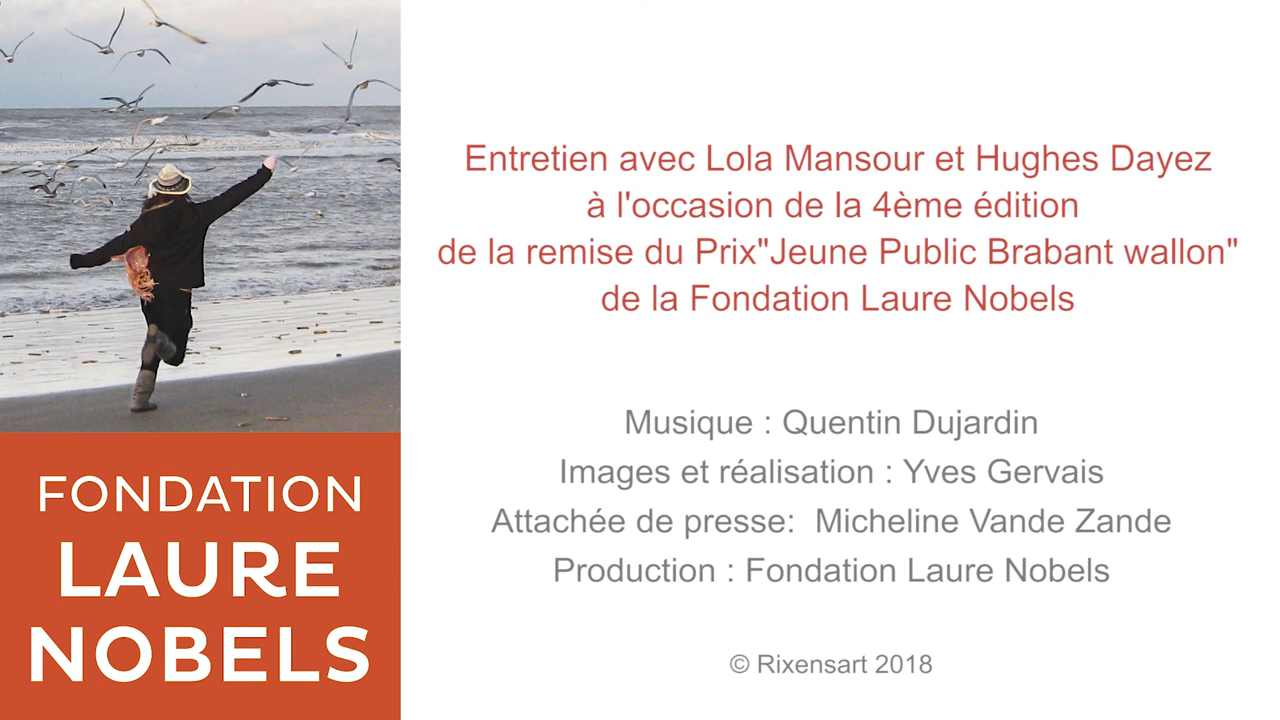 FONDATION
LAURE
NOBELS
Entretien avec Lola Mansour et Hughes Dayez
à l'occasion de la 4ème édition
de la remise du Prix"Jeune Public Brabant wallon"
de la Fondation Laure Nobels
Musique : Quentin Dujardin
Images et réalisation : Yves Gervais
Attachée de presse:  Micheline Vande Zande
Production : Fondation Laure Nobels
© Rixensart 2018